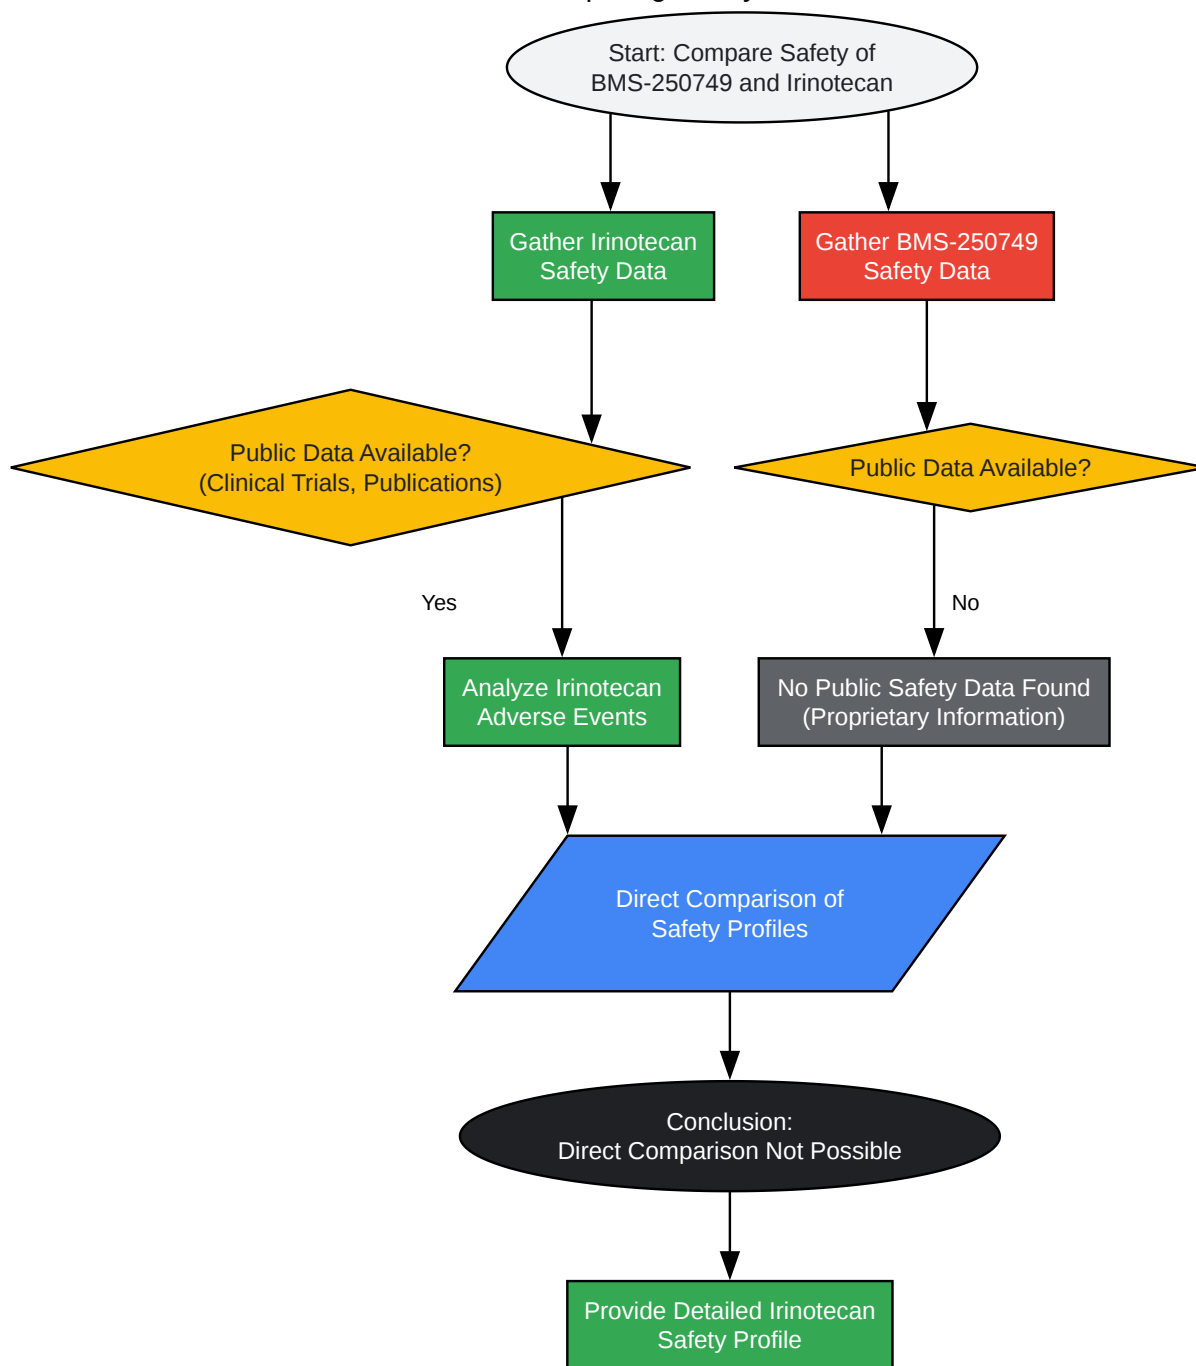 Start: Compare Safety of
BMS-250749 and Irinotecan
Gather Irinotecan
Safety Data
Gather BMS-250749
Safety Data
Public Data Available?
(Clinical Trials, Publications)
Public Data Available?
Yes
No
Analyze Irinotecan
Adverse Events
No Public Safety Data Found
(Proprietary Information)
Direct Comparison of
Safety Profiles
Conclusion:
Direct Comparison Not Possible
Provide Detailed Irinotecan
Safety Profile